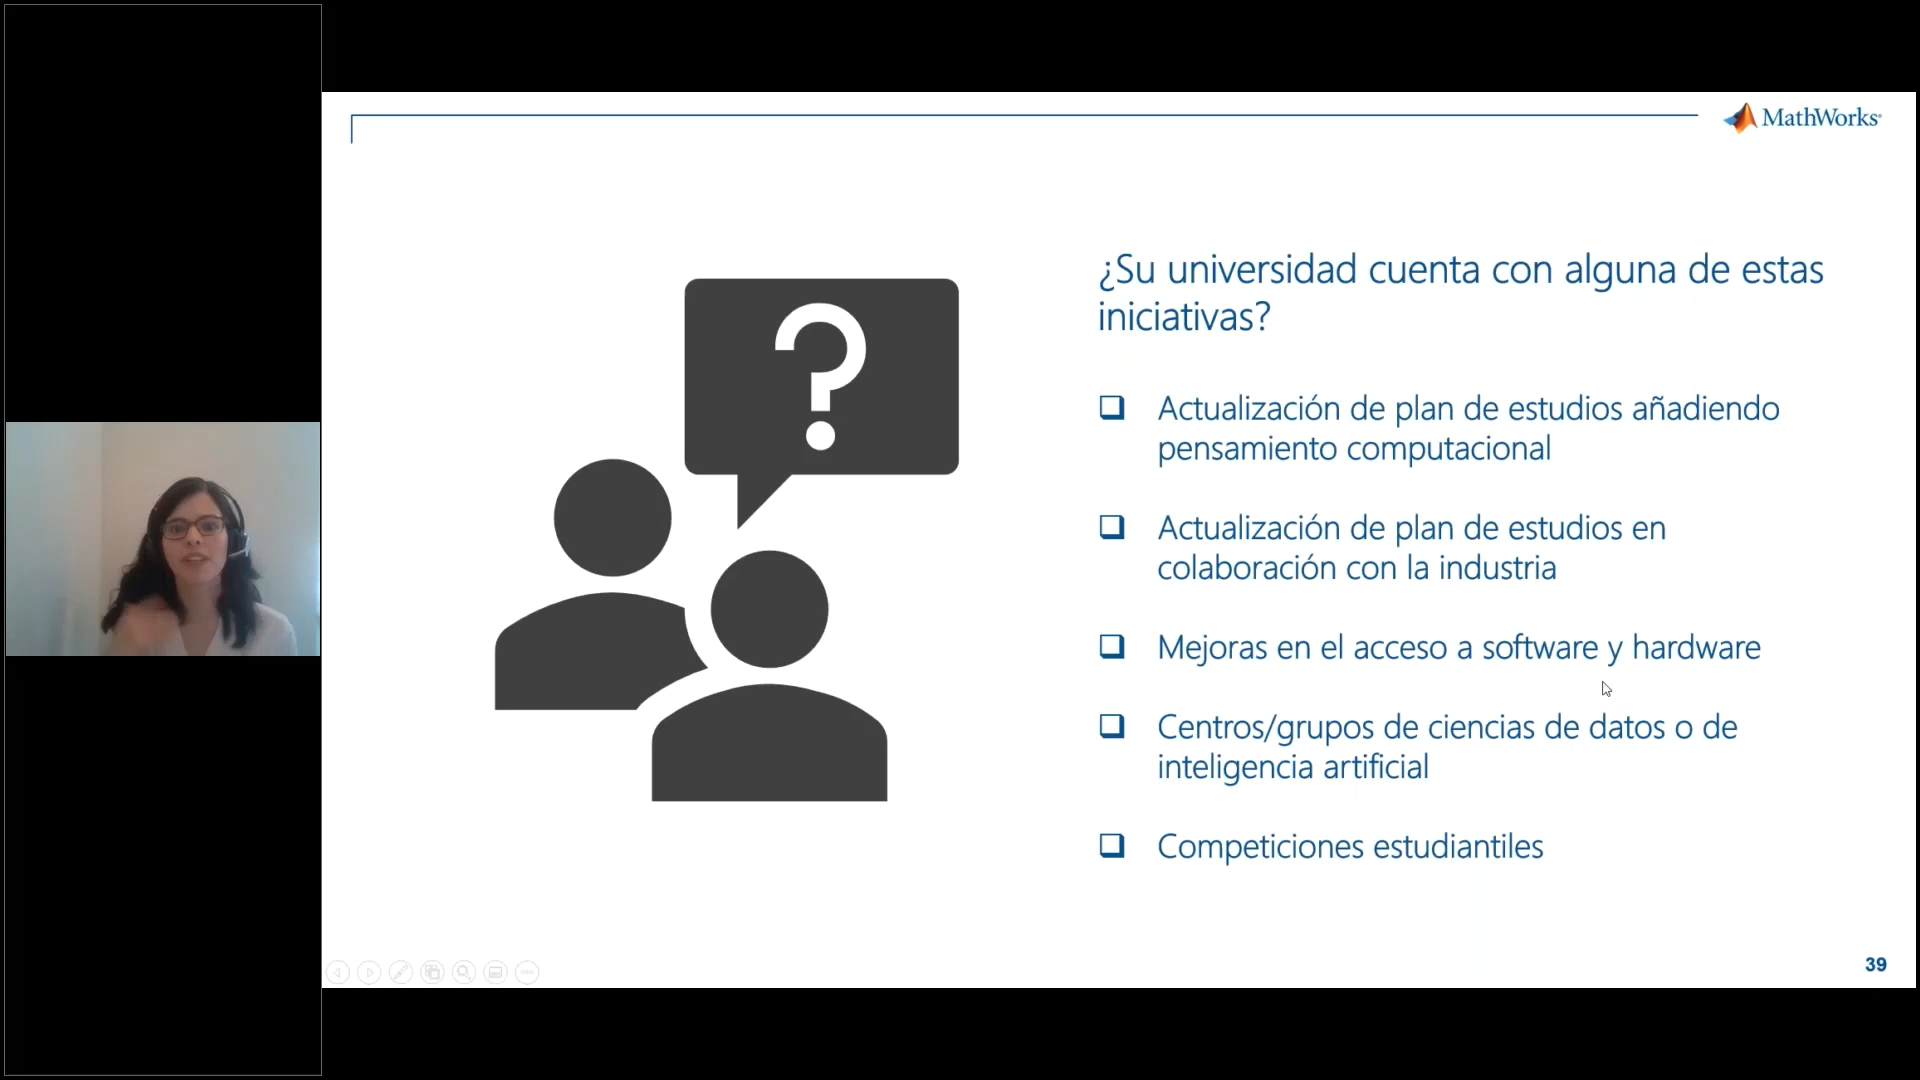 MathWorks®
¿Su universidad cuenta con alguna de estas
iniciativas?
Actualización de plan de estudios añadiendo
pensamiento computacional
Actualización de plan de estudios en
colaboración con la industria
Mejoras en el acceso a software y hardware
Centros/grupos de ciencias de datos o de
inteligencia artificial
Competiciones estudiantiles
39